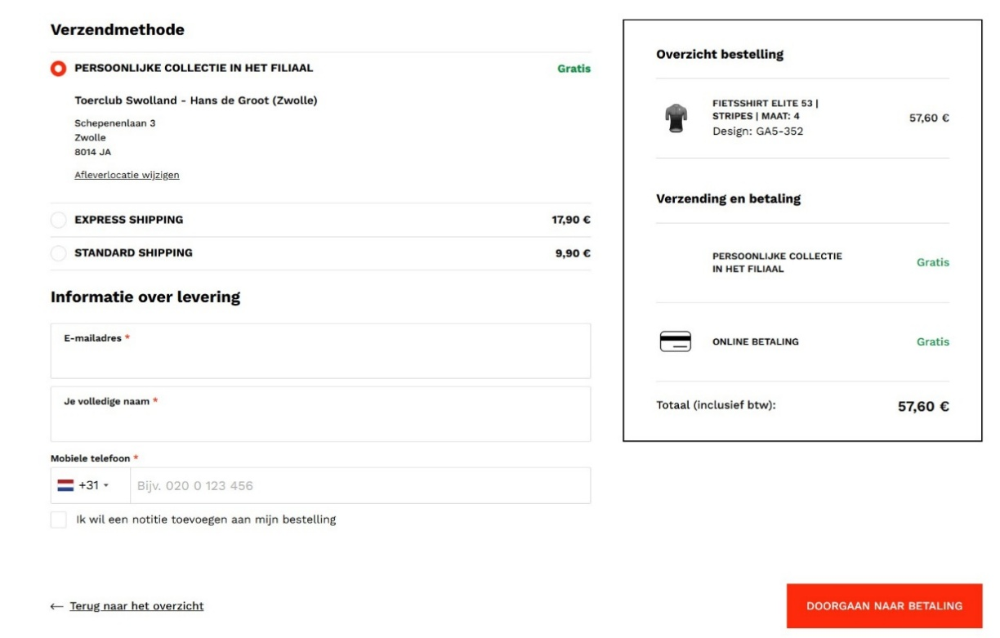 Verzendmethode
PERSOONLIJKE COLLECTIE IN HET FILIAAL Gratis
Toerclub Swolland - Hans de Groot (Zwolle)
Schepenenlaan 3
Zwolle
8014 JA
Afleverlocatie wijzigen
EXPRESS SHIPPING 17,90 €
STANDARD SHIPPING 9,90 €
Informatie over levering
E-mailadres *
Je volledige naam *
Mobiele telefoon *
+31 Bijv. 020 0 123 456
Ik wil een notitie toevoegen aan mijn bestelling
← Terug naar het overzicht
Overzicht bestelling
FIETSSHIRT ELITE 53 |
STRIPES | MAAT: 4 57,60 €
Design: GA5-352
Verzending en betaling
PERSOONLIJKE COLLECTIE
IN HET FILIAAL Gratis
ONLINE BETALING Gratis
Totaal (inclusief btw): 57,60 €
DOORGAAN NAAR BETALING